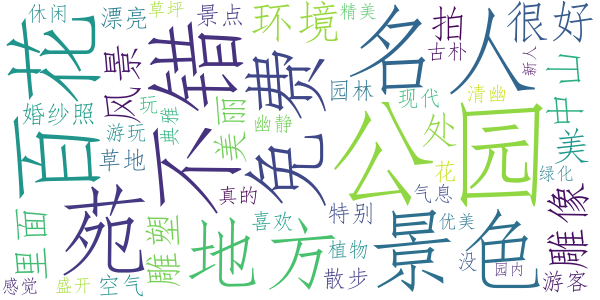 休闲
漂亮
草坪
景点
环境
精美
拍
很好
古朴
新人
百花
风景
不错
免费
名人
婚纱照
玩
游玩
典雅
美丽
幽静
园林
现代
清幽
中山
草地
公园
处
花
美
绿化
苑
真的
气息
雕像
里面
雕塑
地方
喜欢
特别
景色
优美
植物
没
园内
散步
游客
感觉
盛开
空气